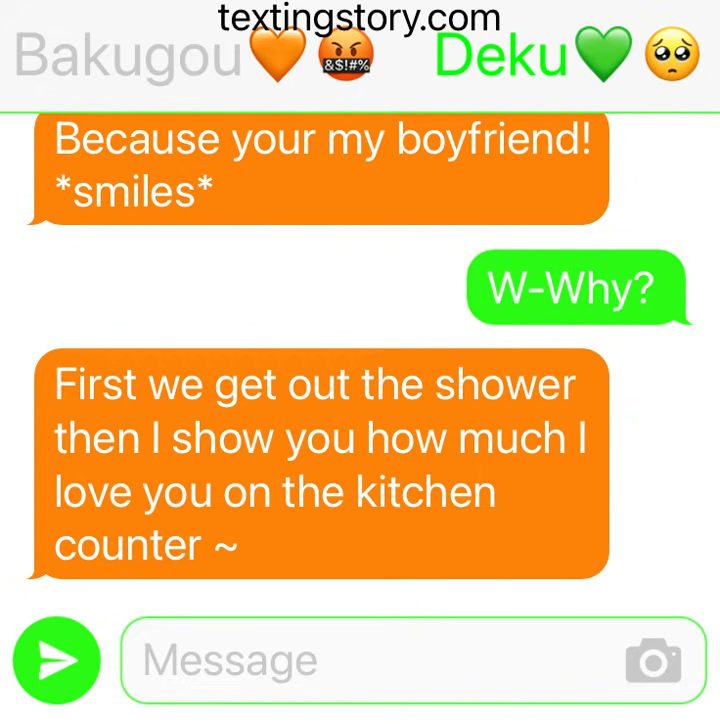 textingstory.com
Bakugou🧡🤬 Deku💚🥺
Because your my boyfriend!
*smiles*
W-Why?
First we get out the shower
then I show you how much I
love you on the kitchen
counter ~
Message